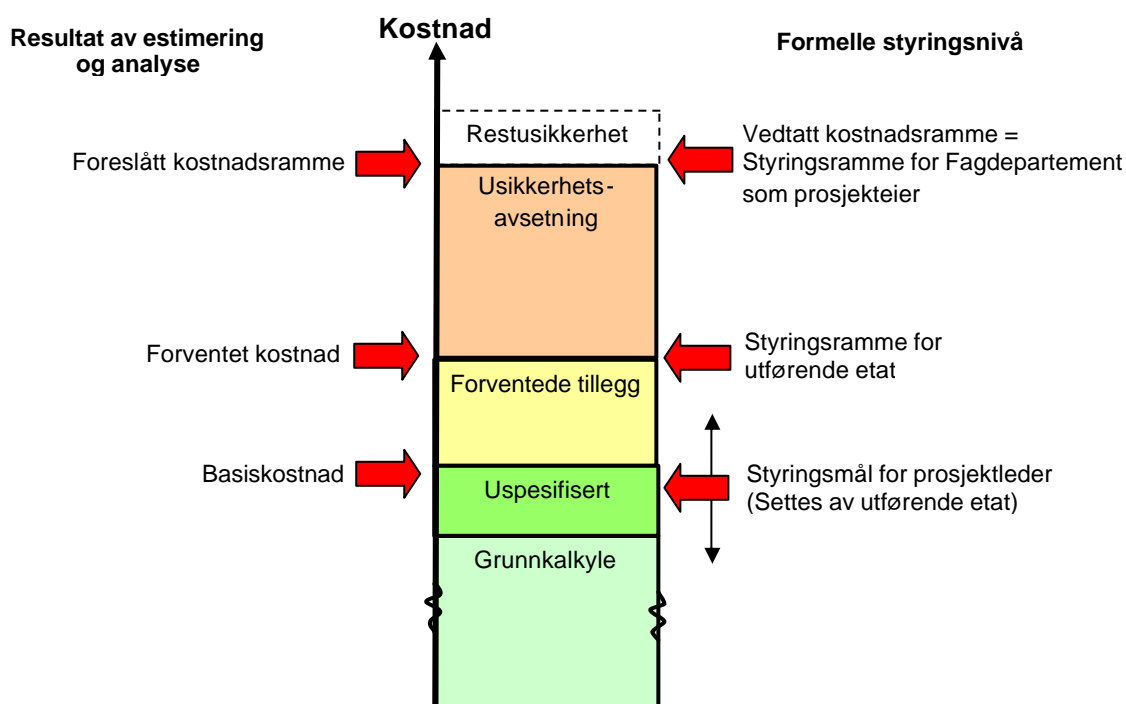 Resultat av estimering
og analyse
Kostnad
Formelle styringsnivå
Restusikkerhet
Foreslått kostnadsramme
Vedtatt kostnadsramme =
Styringsramme for Fagdepartement
som prosjekteier
Usikkerhets-
avsetning
Forventet kostnad
Styringsramme for
utførende etat
Forventede tillegg
Basiskostnad
Uspesifisert
Styringsmål for prosjektleder
(Settes av utførende etat)
Grunnkalkyle